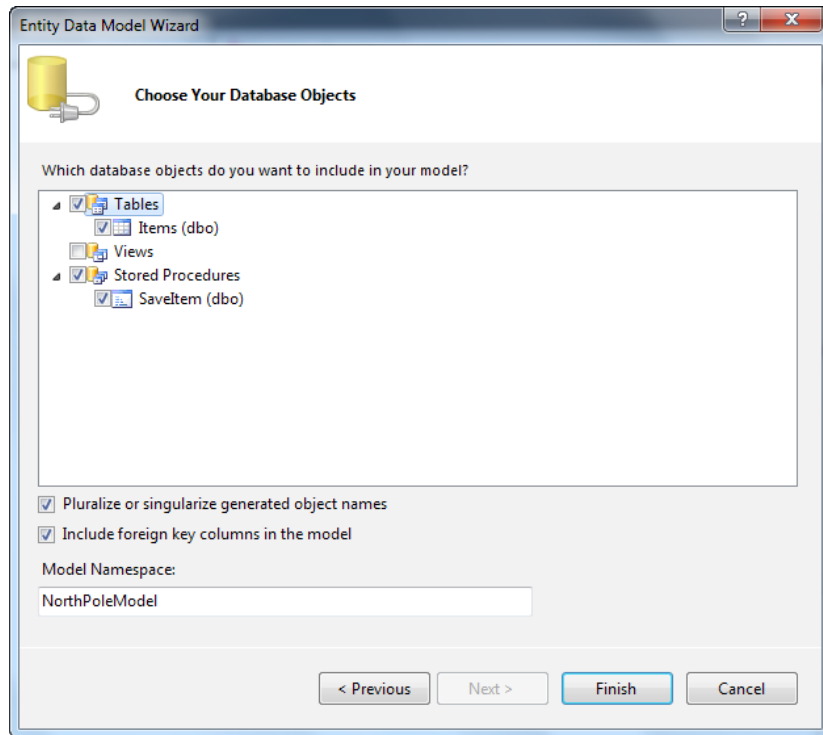 Entity Data Model Wizard
?
Choose Your Database Objects
Which database objects do you want to include in your model?
Tables
Items (dbo)
Views
Stored Procedures
SaveItem (dbo)
Pluralize or singularize generated object names
Include foreign key columns in the model
Model Namespace:
NorthPoleModel
< Previous Next > Finish Cancel